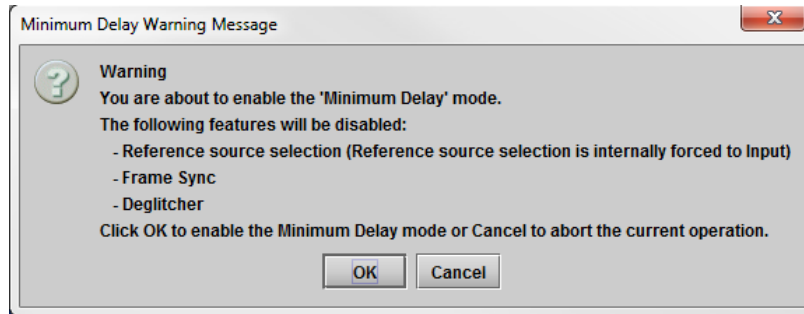 Minimum Delay Warning Message
Warning
You are about to enable the 'Minimum Delay' mode.
The following features will be disabled:
- Reference source selection (Reference source selection is internally forced to Input)
- Frame Sync
- Deglitcher
Click OK to enable the Minimum Delay mode or Cancel to abort the current operation.
OK
Cancel